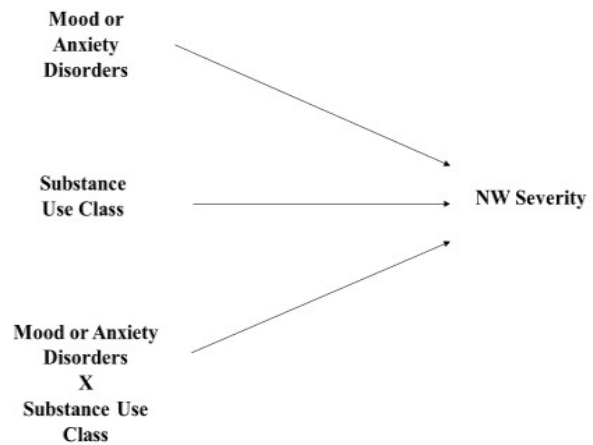 Mood or
Anxiety
Disorders
Substance
Use Class
NW Severity
Mood or Anxiety
Disorders
X
Substance Use
Class